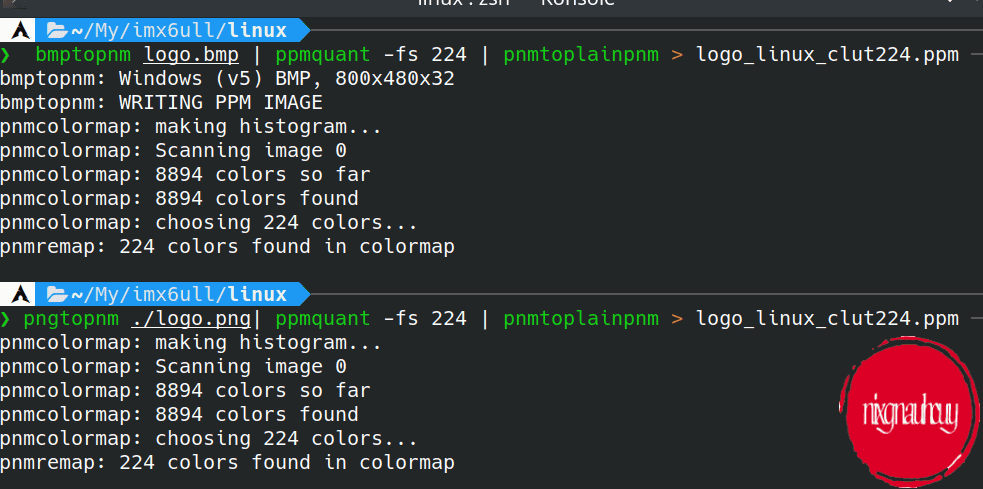 linux : zsh — Konsole
~/My/imx6ull/linux
❯ bmptopnm logo.bmp | ppmquant -fs 224 | pnmtoplainpnm > logo_linux_clut224.ppm
bmptopnm: Windows (v5) BMP, 800x480x32
bmptopnm: WRITING PPM IMAGE
pnmcolormap: making histogram...
pnmcolormap: Scanning image 0
pnmcolormap: 8894 colors so far
pnmcolormap: 8894 colors found
pnmcolormap: choosing 224 colors...
pnmremap: 224 colors found in colormap
~/My/imx6ull/linux
❯ pngtopnm ./logo.png| ppmquant -fs 224 | pnmtoplainpnm > logo_linux_clut224.ppm
pnmcolormap: making histogram...
pnmcolormap: Scanning image 0
pnmcolormap: 8894 colors so far
pnmcolormap: 8894 colors found
pnmcolormap: choosing 224 colors...
pnmremap: 224 colors found in colormap